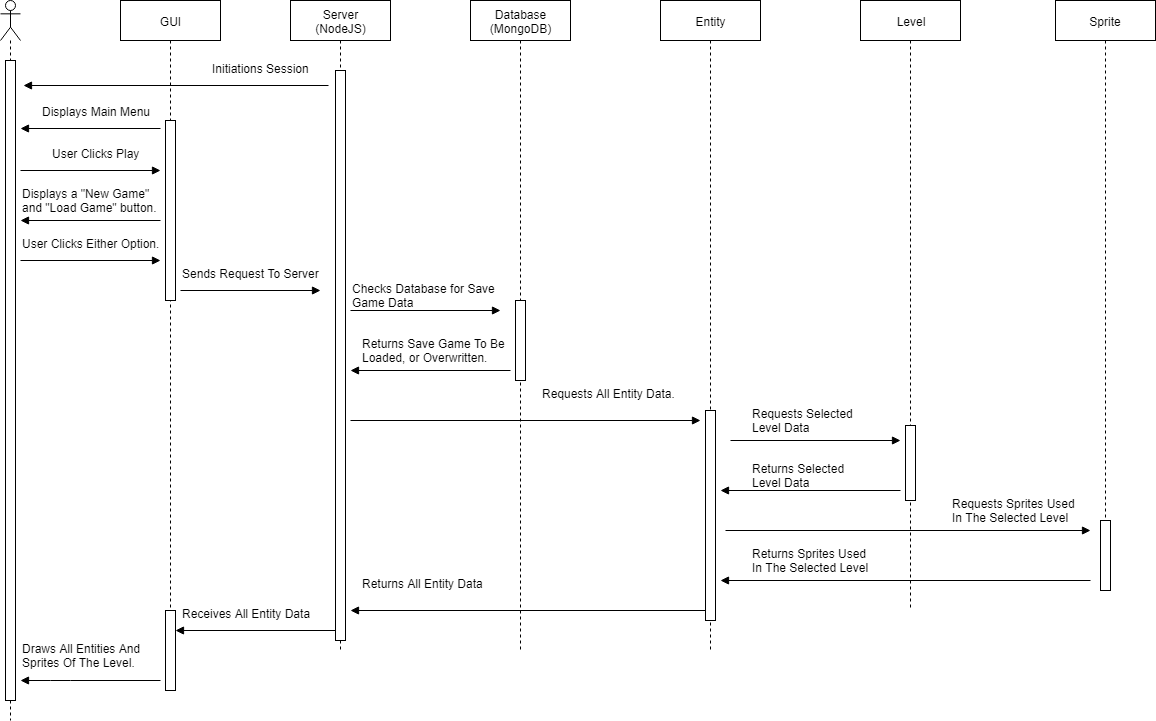 GUI
Server
(NodeJS)
Database
(MongoDB)
Entity
Level
Sprite
Initiations Session
Displays Main Menu
User Clicks Play
Displays a "New Game"
and "Load Game" button.
User Clicks Either Option.
Sends Request To Server
Checks Database for Save
Game Data
Returns Save Game To Be
Loaded, or Overwritten.
Requests All Entity Data.
Requests Selected
Level Data
Returns Selected
Level Data
Requests Sprites Used
In The Selected Level
Returns Sprites Used
In The Selected Level
Returns All Entity Data
Receives All Entity Data
Draws All Entities And
Sprites Of The Level.